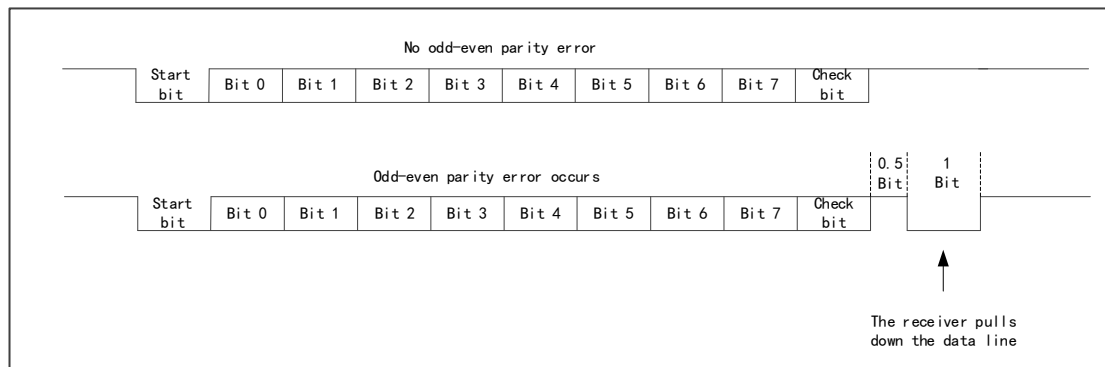 No odd-even parity error
Start bit
Bit 0
Bit 1
Bit 2
Bit 3
Bit 4
Bit 5
Bit 6
Bit 7
Check bit
0.5 Bit
1 Bit
Odd-even parity error occurs
Start bit
Bit 0
Bit 1
Bit 2
Bit 3
Bit 4
Bit 5
Bit 6
Bit 7
Check bit
The receiver pulls
down the data line